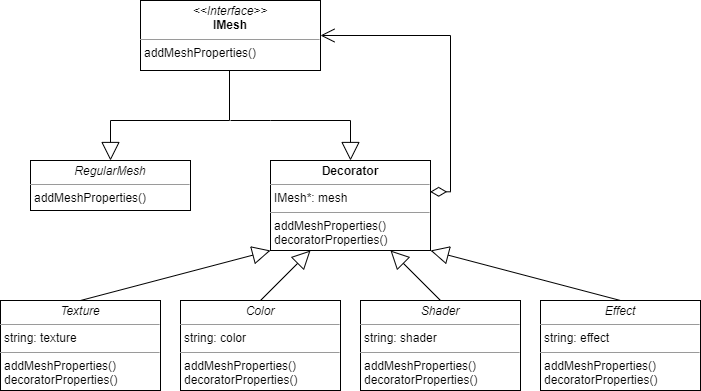 <<Interface>>
IMesh
addMeshProperties()
RegularMesh
addMeshProperties()
Decorator
IMesh*: mesh
addMeshProperties()
decoratorProperties()
Texture
string: texture
addMeshProperties()
decoratorProperties()
Color
string: color
addMeshProperties()
decoratorProperties()
Shader
string: shader
addMeshProperties()
decoratorProperties()
Effect
string: effect
addMeshProperties()
decoratorProperties()